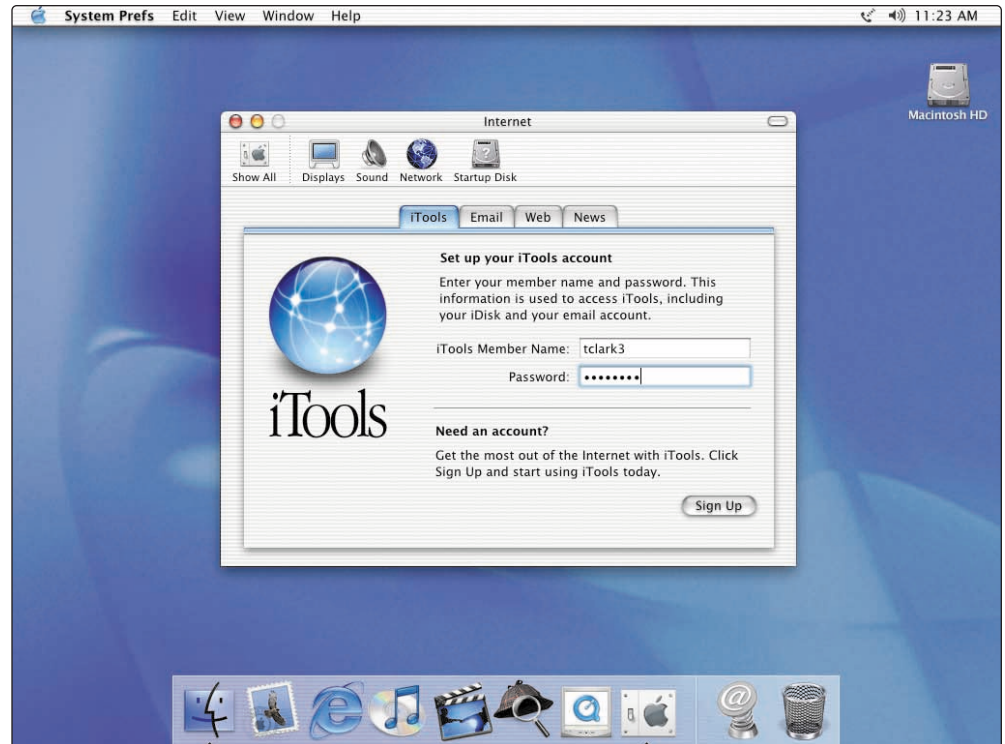 System Prefs Edit View Window Help 11:23 AM
Macintosh HD
Internet
Show All Displays Sound Network Startup Disk
iTools Email Web News
Set up your iTools account
Enter your member name and password. This
information is used to access iTools, including
your iDisk and your email account.
iTools Member Name: tclark3
Password: ••••••••
iTools
Need an account?
Get the most out of the Internet with iTools. Click
Sign Up and start using iTools today.
Sign Up